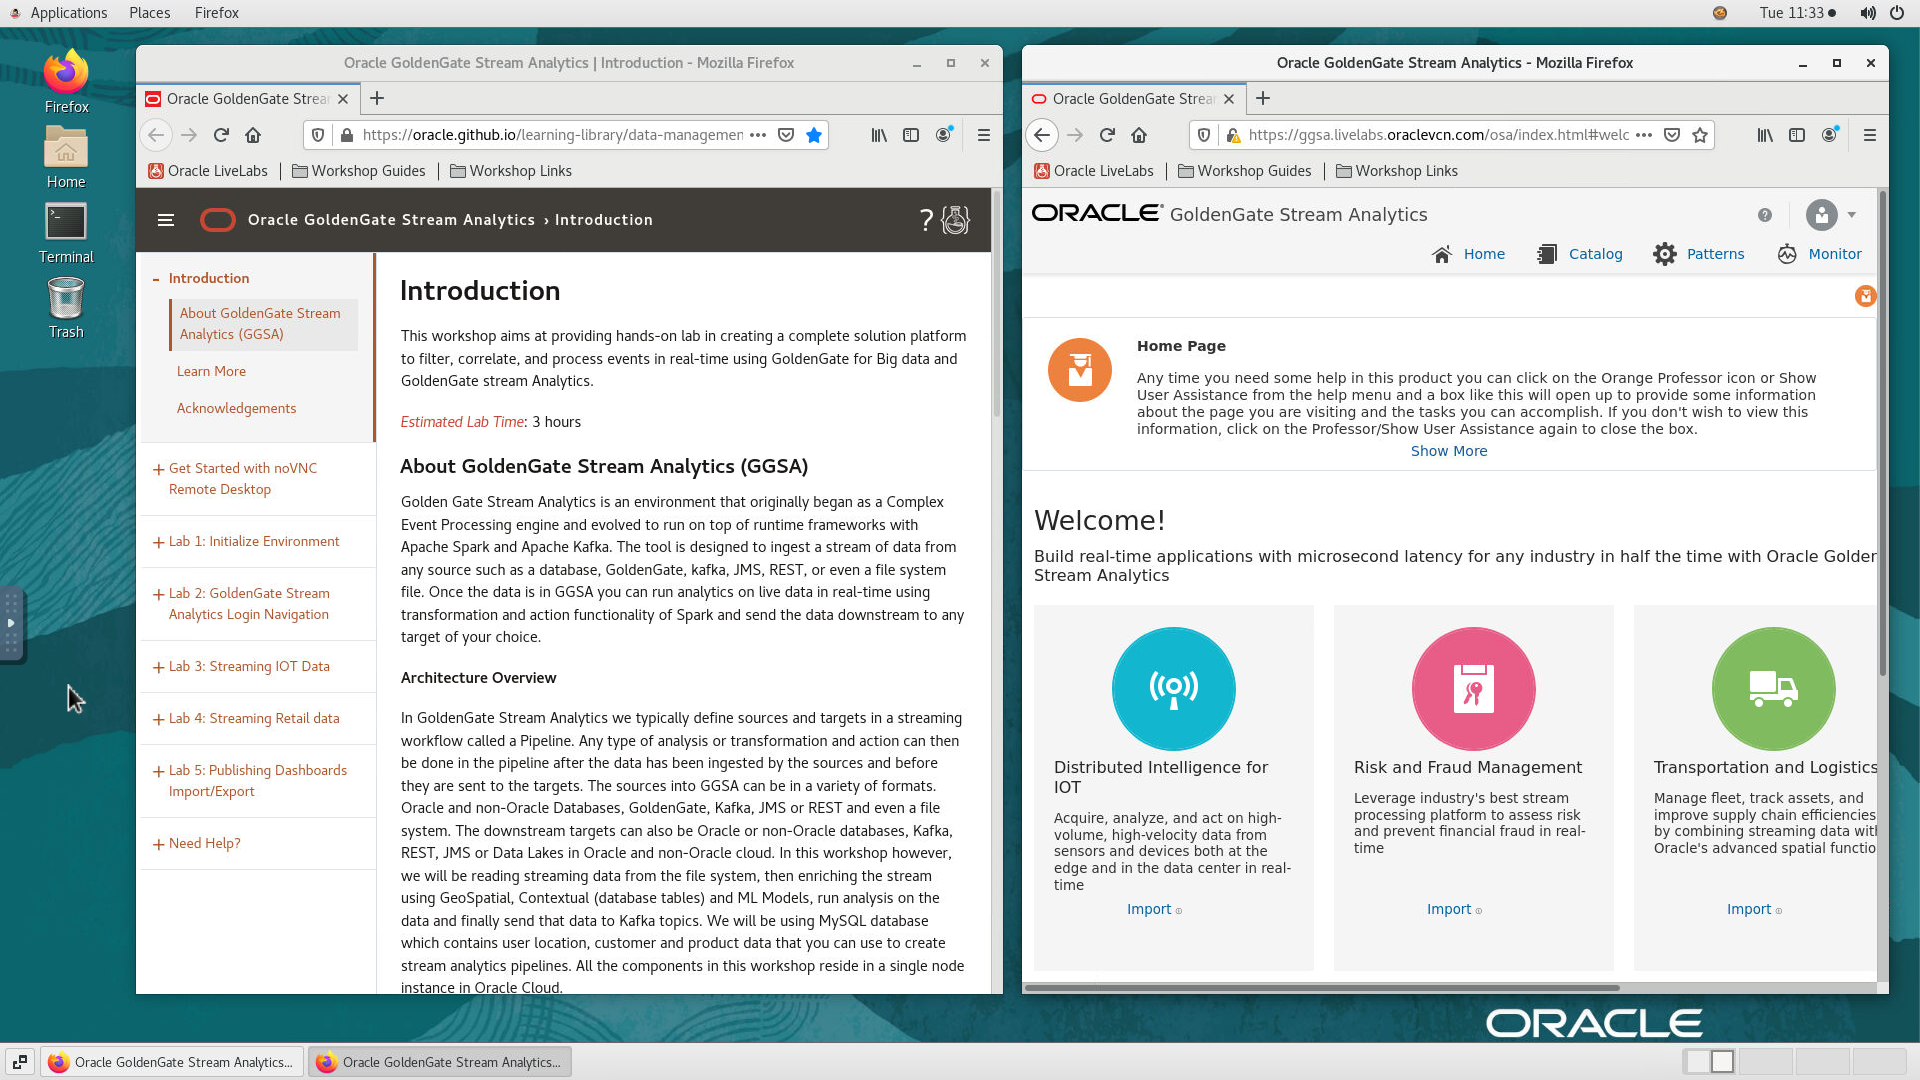 Applications
Places
Firefox
Tue 11:33
Firefox
Home
Terminal
Trash
Oracle GoldenGate Stream Analytics | Introduction - Mozilla Firefox
Oracle GoldenGate Strea
https://oracle.github.io/learning-library/data-managemen
Oracle LiveLabs
Workshop Guides
Workshop Links
Oracle GoldenGate Stream Analytics › Introduction
?
- Introduction
About GoldenGate Stream
Analytics (GGSA)
Learn More
Acknowledgements
+ Get Started with noVNC
Remote Desktop
+ Lab 1: Initialize Environment
+ Lab 2: GoldenGate Stream
Analytics Login Navigation
+ Lab 3: Streaming IOT Data
+ Lab 4: Streaming Retail data
+ Lab 5: Publishing Dashboards
Import/Export
+ Need Help?
Introduction
This workshop aims at providing hands-on lab in creating a complete solution platform
to filter, correlate, and process events in real-time using GoldenGate for Big data and
GoldenGate stream Analytics.
Estimated Lab Time: 3 hours
About GoldenGate Stream Analytics (GGSA)
Golden Gate Stream Analytics is an environment that originally began as a Complex
Event Processing engine and evolved to run on top of runtime frameworks with
Apache Spark and Apache Kafka. The tool is designed to ingest a stream of data from
any source such as a database, GoldenGate, kafka, JMS, REST, or even a file system
file. Once the data is in GGSA you can run analytics on live data in real-time using
transformation and action functionality of Spark and send the data downstream to any
target of your choice.
Architecture Overview
In GoldenGate Stream Analytics we typically define sources and targets in a streaming
workflow called a Pipeline. Any type of analysis or transformation and action can then
be done in the pipeline after the data has been ingested by the sources and before
they are sent to the targets. The sources into GGSA can be in a variety of formats.
Oracle and non-Oracle Databases, GoldenGate, Kafka, JMS or REST and even a file
system. The downstream targets can also be Oracle or non-Oracle databases, Kafka,
REST, JMS or Data Lakes in Oracle and non-Oracle cloud. In this workshop however,
we will be reading streaming data from the file system, then enriching the stream
using GeoSpatial, Contextual (database tables) and ML Models, run analysis on the
data and finally send that data to Kafka topics. We will be using MySQL database
which contains user location, customer and product data that you can use to create
stream analytics pipelines. All the components in this workshop reside in a single node
instance in Oracle Cloud.
Oracle GoldenGate Stream Analytics - Mozilla Firefox
Oracle GoldenGate Strea
https://ggsa.livelabs.oraclevcn.com/osa/index.html#welc
Oracle LiveLabs
Workshop Guides
Workshop Links
ORACLE® GoldenGate Stream Analytics
?
Home
Catalog
Patterns
Monitor
Home Page
Any time you need some help in this product you can click on the Orange Professor icon or Show
User Assistance from the help menu and a box like this will open up to provide some information
about the page you are visiting and the tasks you can accomplish. If you don't wish to view this
information, click on the Professor/Show User Assistance again to close the box.
Show More
Welcome!
Build real-time applications with microsecond latency for any industry in half the time with Oracle Golden
Stream Analytics
Distributed Intelligence for
IOT
Acquire, analyze, and act on high-
volume, high-velocity data from
sensors and devices both at the
edge and in the data center in real-
time
Import
Risk and Fraud Management
Leverage industry's best stream
processing platform to assess risk
and prevent financial fraud in real-
time
Import
Transportation and Logistics
Manage fleet, track assets, and
improve supply chain efficiencies
by combining streaming data with
Oracle's advanced spatial functio
Import
ORACLE
Oracle GoldenGate Stream Analytics...
Oracle GoldenGate Stream Analytics...